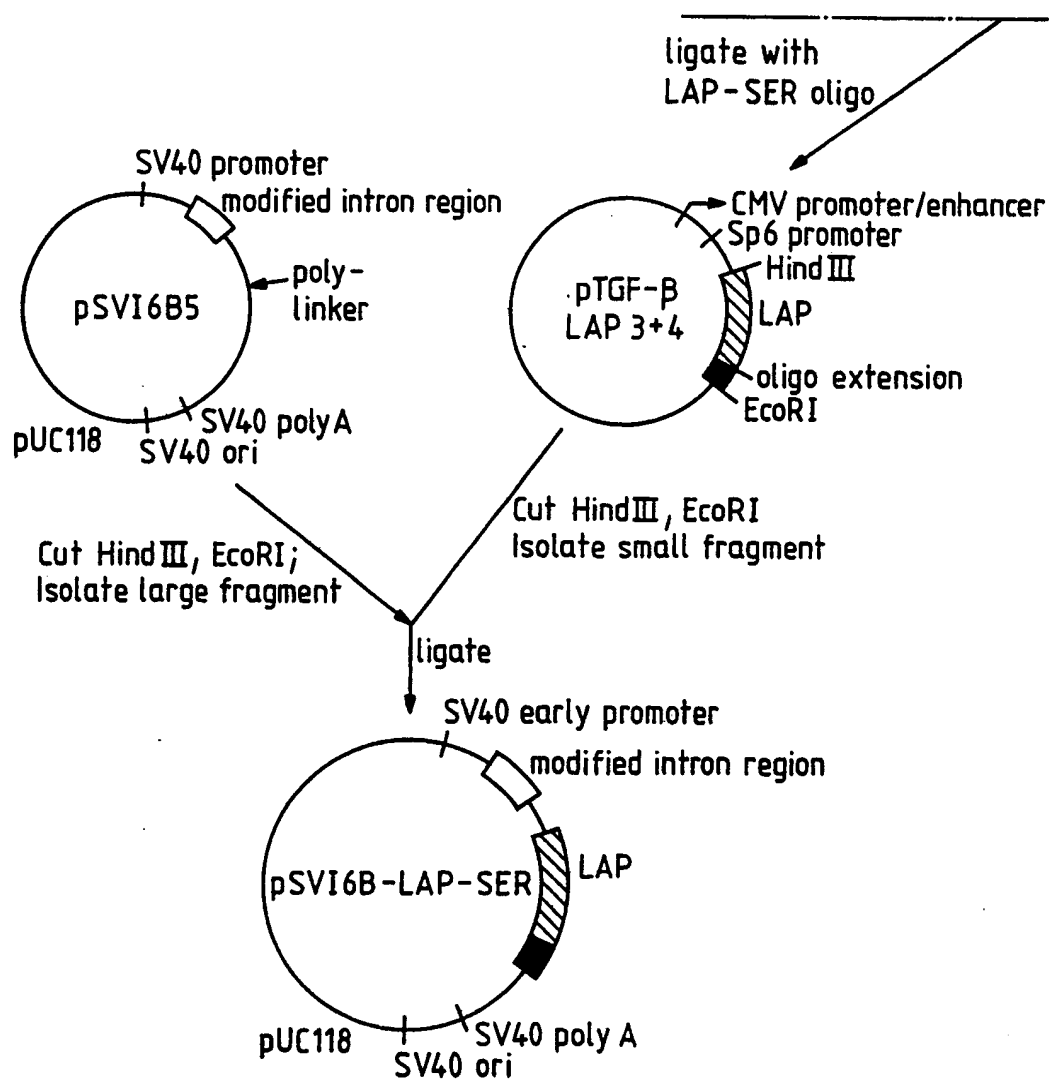 ligate with
LAP-SER oligo
SV40 promoter
modified intron region
poly-
linker
pSVI6B5
SV40 poly A
pUC118
SV40 ori
CMV promoter/enhancer
Sp6 promoter
HindIII
pTGF-β
LAP 3+4
LAP
oligo extension
EcoRI
Cut HindIII, EcoRI;
Isolate large fragment
Cut HindIII, EcoRI
Isolate small fragment
ligate
SV40 early promoter
modified intron region
LAP
pSVI6B-LAP-SER
SV40 poly A
pUC118
SV40 ori